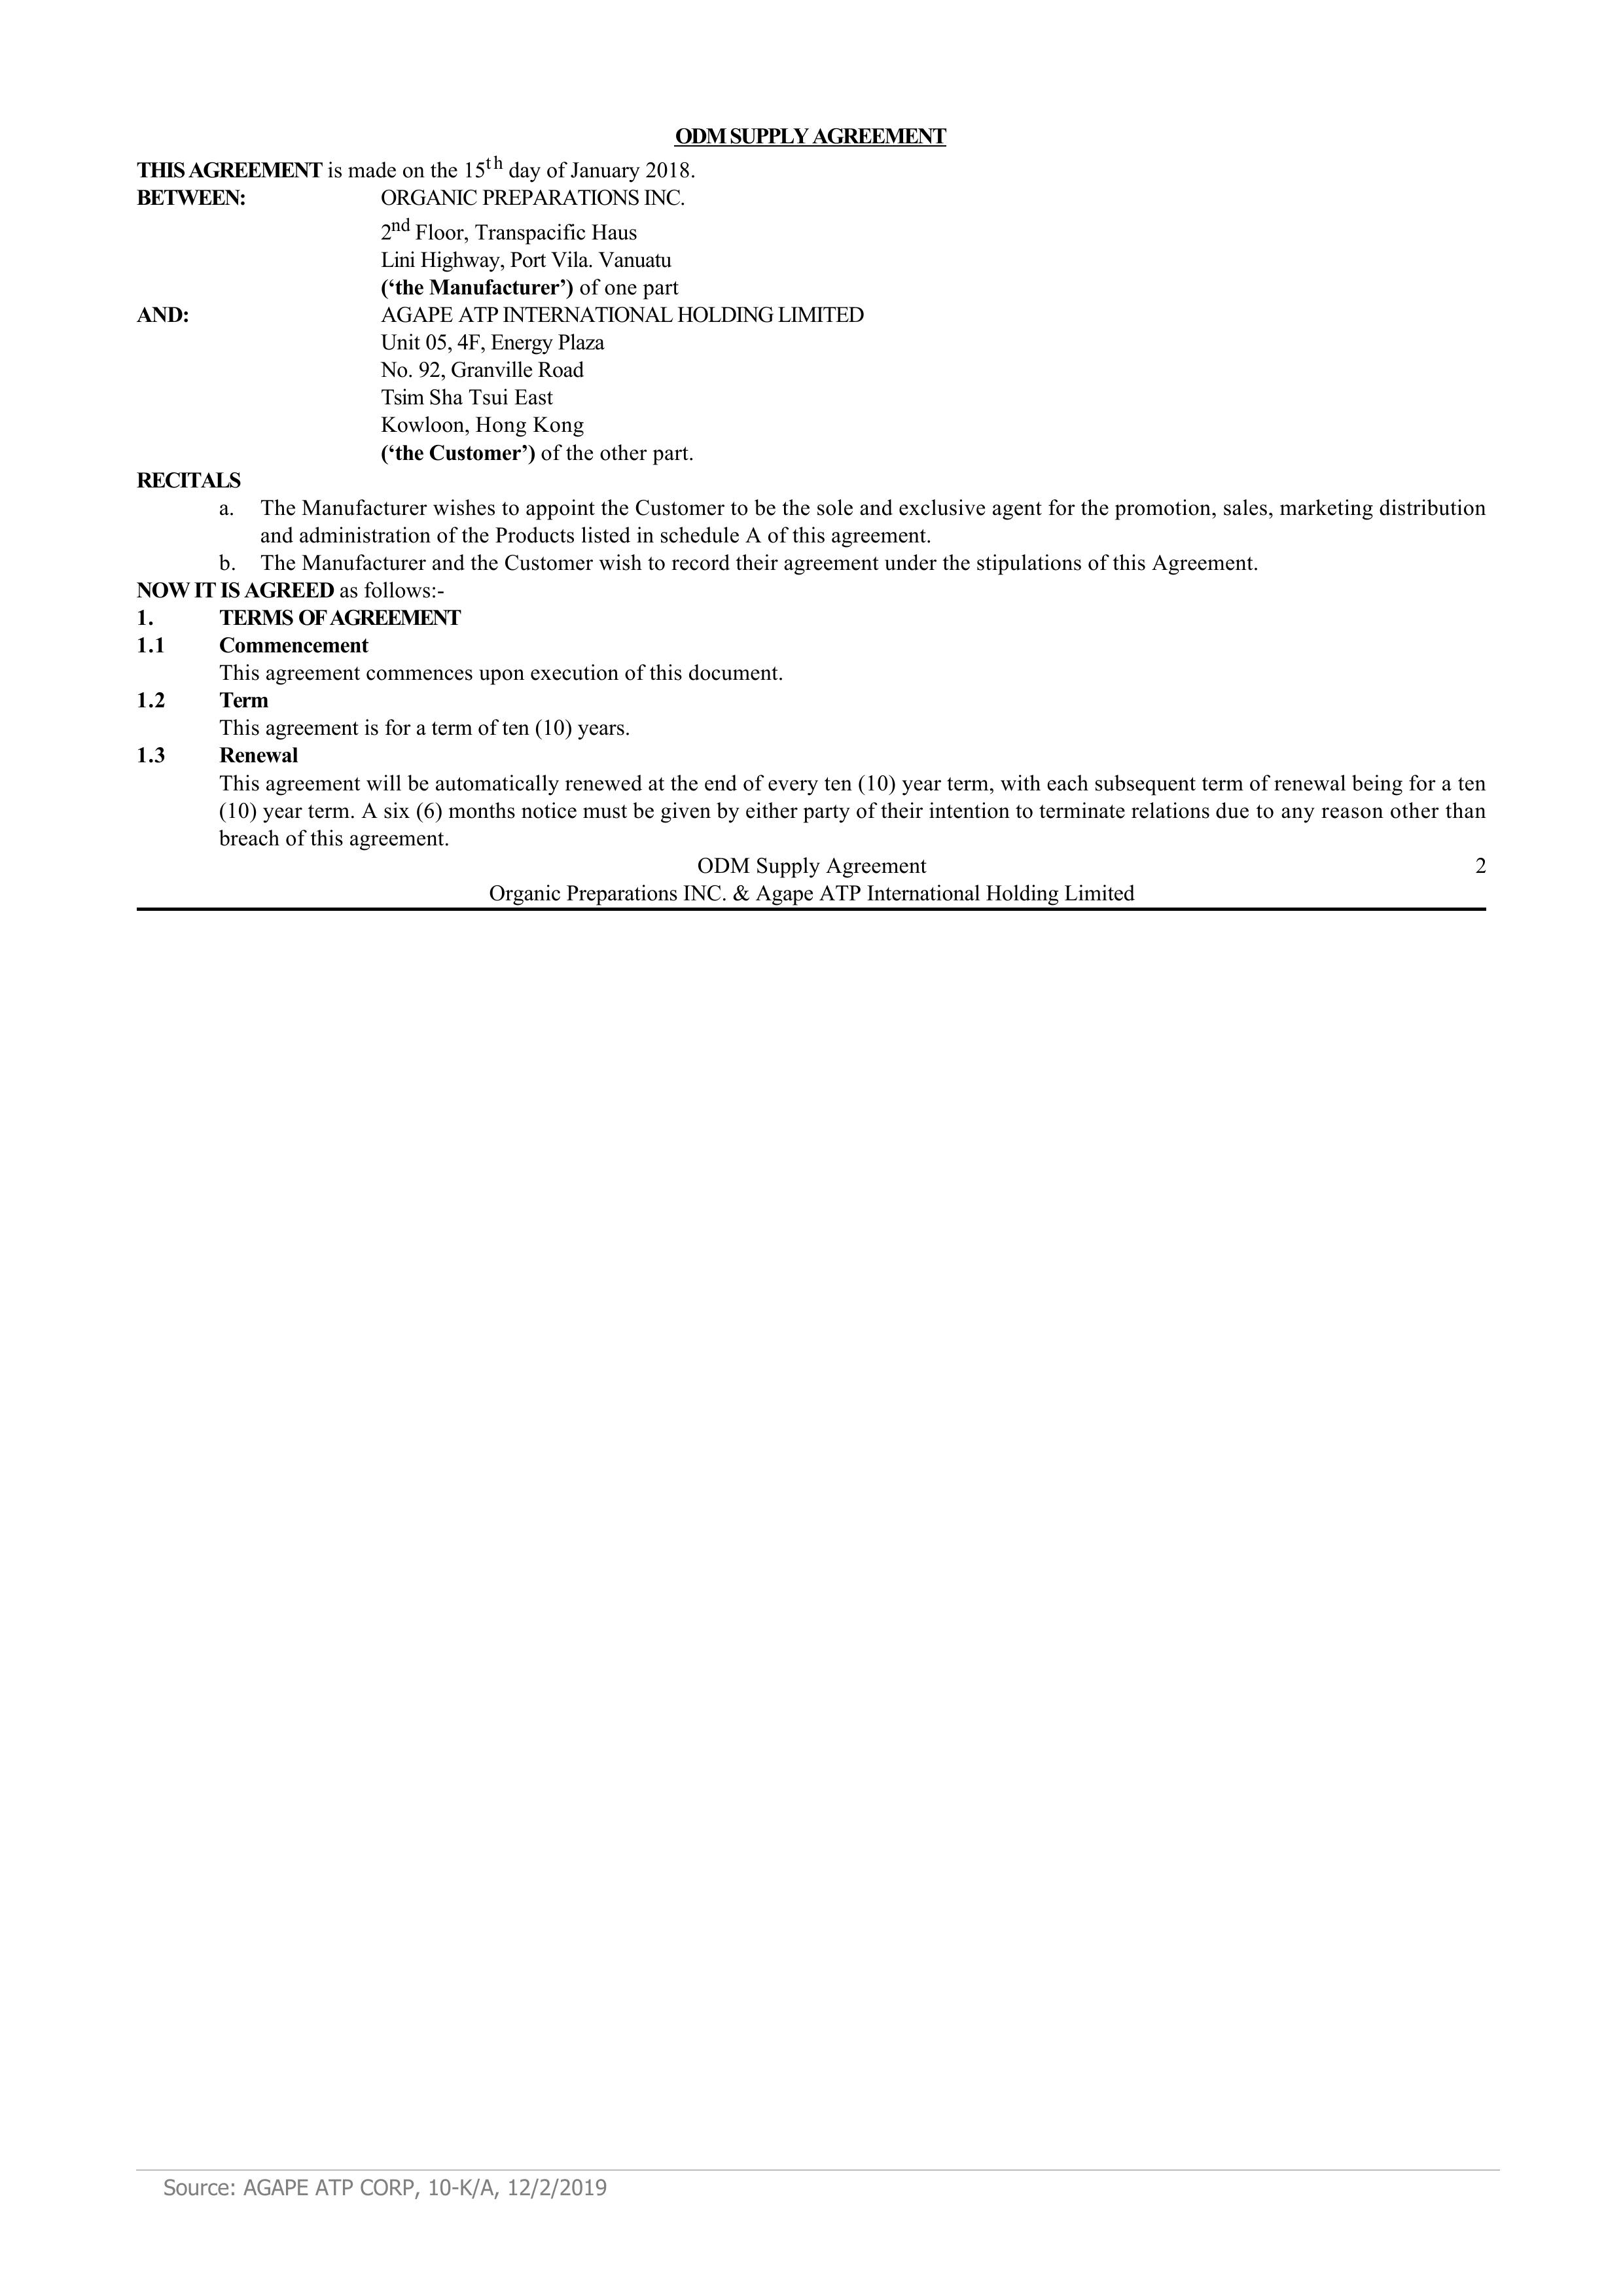 ODM SUPPLY AGREEMENT
THIS AGREEMENT is made on the 15th day of January 2018.
BETWEEN: ORGANIC PREPARATIONS INC.
2nd Floor, Transpacific Haus
Lini Highway, Port Vila. Vanuatu
(‘the Manufacturer’) of one part
AND: AGAPE ATP INTERNATIONAL HOLDING LIMITED
Unit 05, 4F, Energy Plaza
No. 92, Granville Road
Tsim Sha Tsui East
Kowloon, Hong Kong
(‘the Customer’) of the other part.
RECITALS
a. The Manufacturer wishes to appoint the Customer to be the sole and exclusive agent for the promotion, sales, marketing distribution
and administration of the Products listed in schedule A of this agreement.
b. The Manufacturer and the Customer wish to record their agreement under the stipulations of this Agreement.
NOW IT IS AGREED as follows:-
1. TERMS OF AGREEMENT
1.1 Commencement
This agreement commences upon execution of this document.
1.2 Term
This agreement is for a term of ten (10) years.
1.3 Renewal
This agreement will be automatically renewed at the end of every ten (10) year term, with each subsequent term of renewal being for a ten
(10) year term. A six (6) months notice must be given by either party of their intention to terminate relations due to any reason other than
breach of this agreement.
ODM Supply Agreement 2
Organic Preparations INC. & Agape ATP International Holding Limited
Source: AGAPE ATP CORP, 10-K/A, 12/2/2019